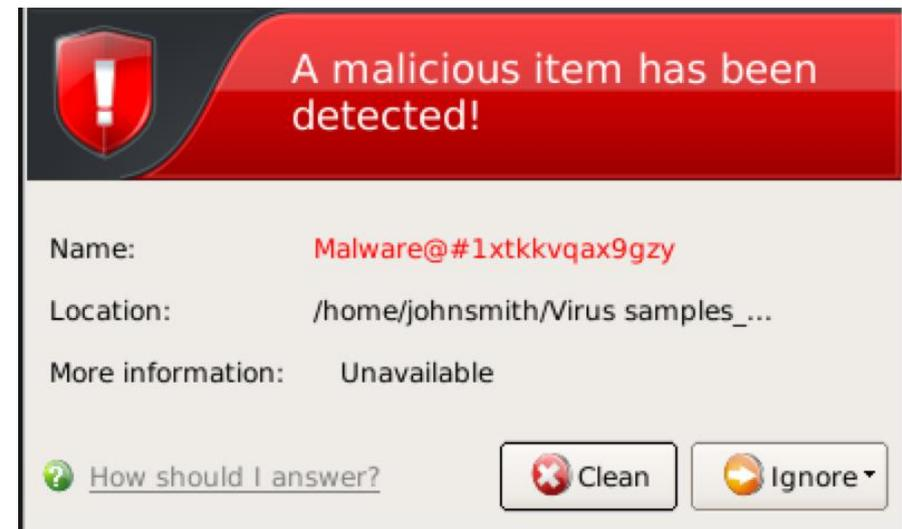 A malicious item has been
detected!
Name: Malware@#1xtkkvqax9gzy
Location: /home/johnsmith/Virus samples_...
More information: Unavailable
How should I answer? Clean Ignore